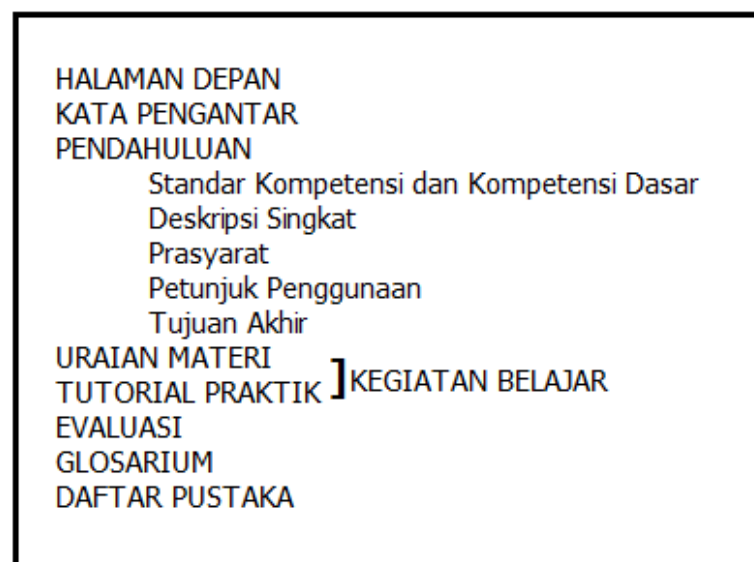 HALAMAN DEPAN
KATA PENGANTAR
PENDAHULUAN
Standar Kompetensi dan Kompetensi Dasar
Deskripsi Singkat
Prasyarat
Petunjuk Penggunaan
Tujuan Akhir
URAIAN MATERI
TUTORIAL PRAKTIK ] KEGIATAN BELAJAR
EVALUASI
GLOSARIUM
DAFTAR PUSTAKA